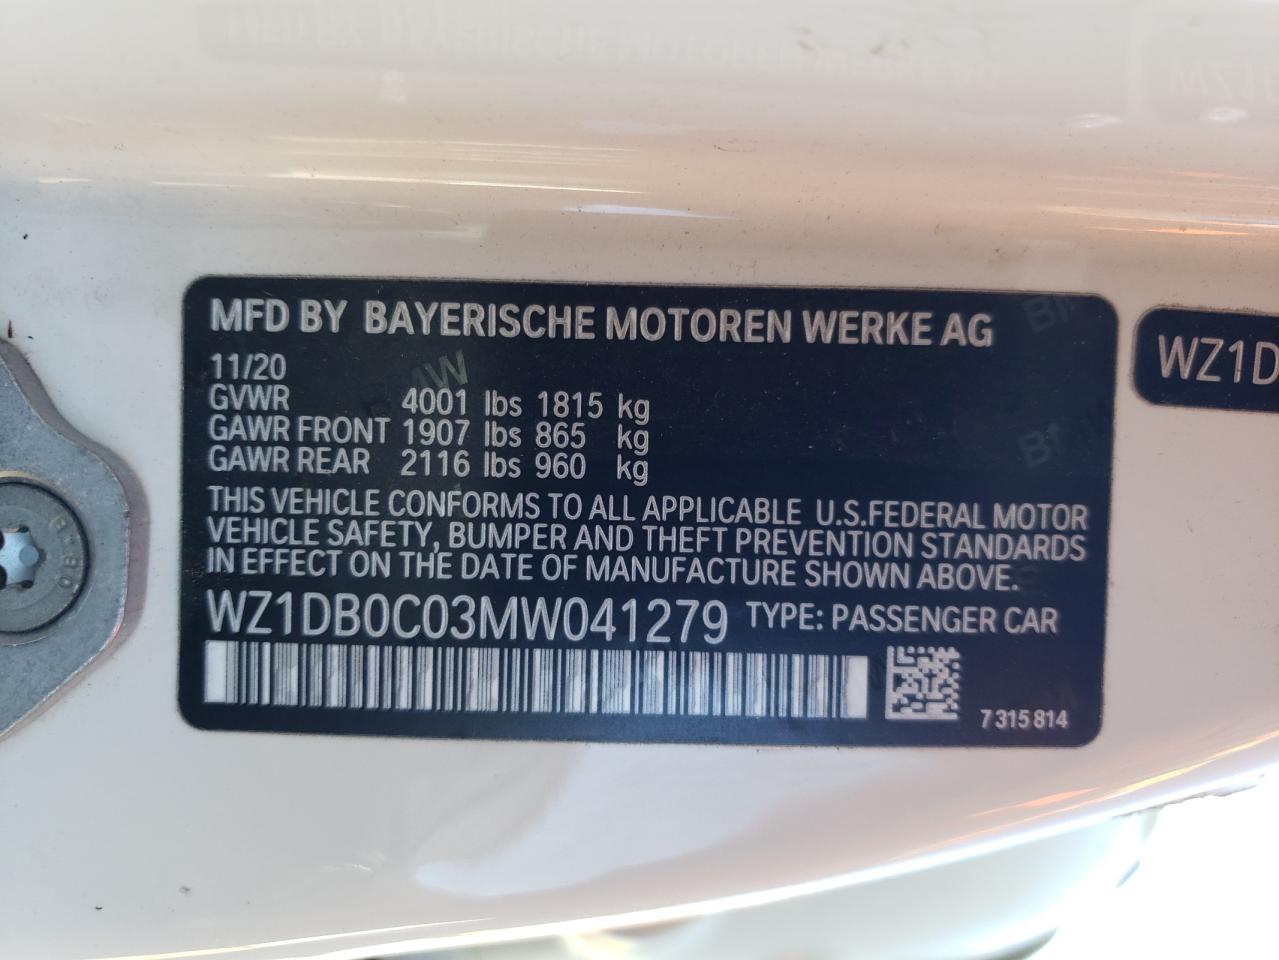 MFD BY BAYERISCHE MOTOREN WERKE AG
11/20
GVWR 4001 lbs 1815 kg
GAWR FRONT 1907 lbs 865 kg
GAWR REAR 2116 lbs 960 kg
THIS VEHICLE CONFORMS TO ALL APPLICABLE U.S.FEDERAL MOTOR
VEHICLE SAFETY, BUMPER AND THEFT PREVENTION STANDARDS
IN EFFECT ON THE DATE OF MANUFACTURE SHOWN ABOVE.
WZ1DB0C03MW041279 TYPE: PASSENGER CAR
7 315 814
WZ1D